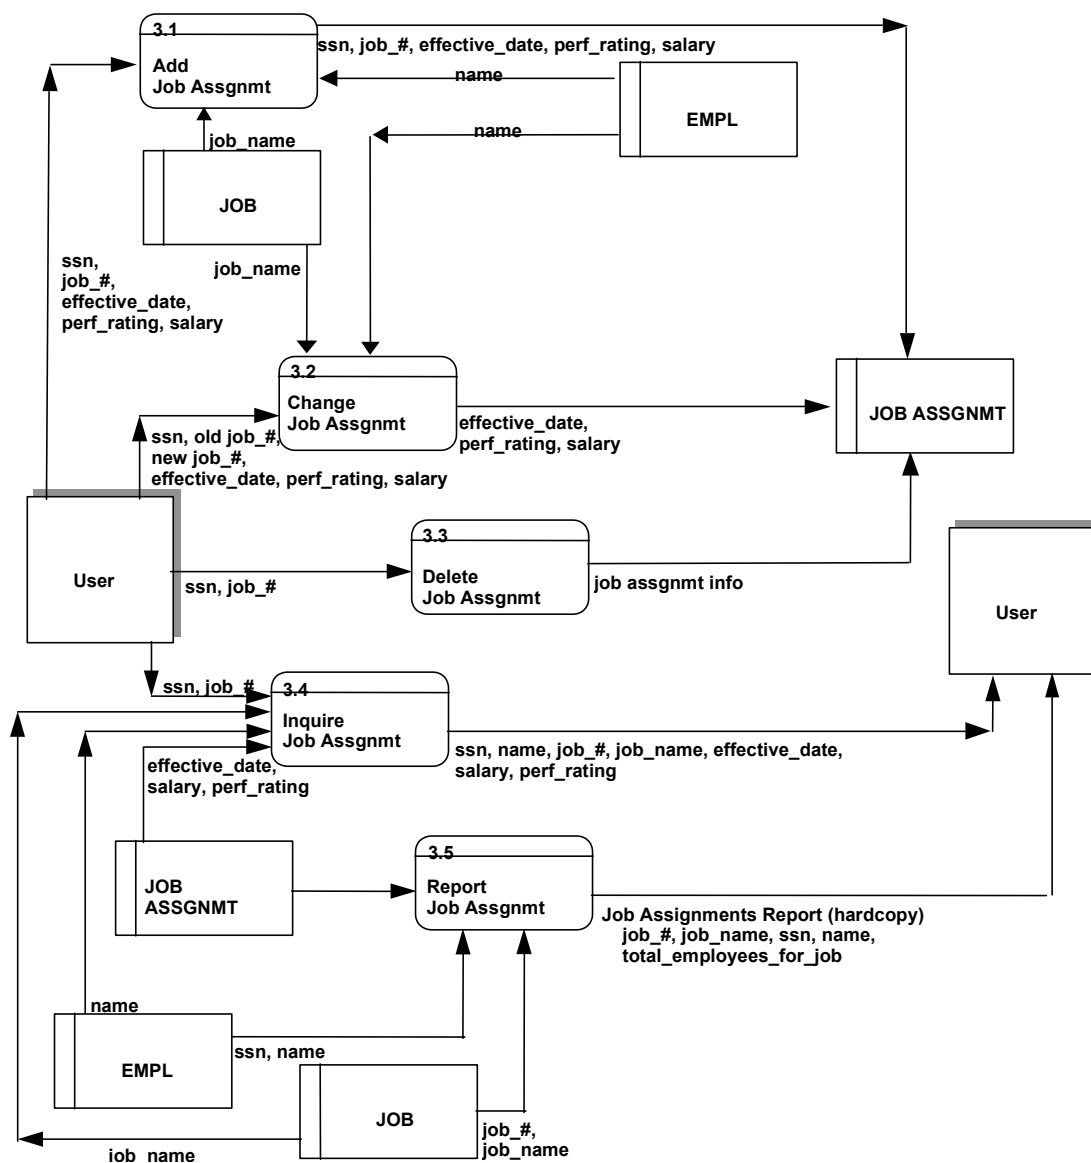 3.1
ssn, job_#, effective_date, perf_rating, salary
Add
Job Assgnmt
name
EMPL
name
job_name
JOB
job_name
ssn,
job_#,
effective_date,
perf_rating, salary
3.2
Change
Job Assgnmt
JOB ASSGNMT
effective_date,
perf_rating, salary
ssn, old job_#,
new job_#,
effective_date, perf_rating, salary
User
ssn, job_#
3.3
Delete
Job Assgnmt
job assgnmt info
User
ssn, job_#
3.4
Inquire
Job Assgnmt
ssn, name, job_#, job_name, effective_date,
salary, perf_rating
effective_date,
salary, perf_rating
JOB
ASSGNMT
3.5
Report
Job Assgnmt
Job Assignments Report (hardcopy)
job_#, job_name, ssn, name,
total_employees_for_job
name
EMPL
ssn, name
JOB
job_#,
job_name
job_name